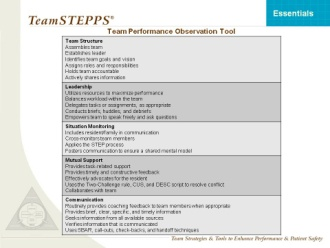 Essentials
TeamSTEPPS®
Team Performance Observation Tool
Team Structure
Assembles team
Establishes leader
Identifies team goals and vision
Assigns roles and responsibilities
Holds team accountable
Actively shares information
Leadership
Utilizes resources to maximize performance
Balances workload within the team
Delegates tasks or assignments, as appropriate
Conducts briefs, huddles, and debriefs
Empowers team to speak freely and ask questions
Situation Monitoring
Includes resident/family in communication
Cross-monitors team members
Applies the STEP process
Fosters communication to ensure a shared mental model
Mutual Support
Provides task-related support
Provides timely and constructive feedback
Effectively advocates for the resident
Uses the Two-Challenge rule, CUS, and DESC script to resolve conflict
Collaborates with team
Communication
Routinely provides coaching feedback to team members when appropriate
Provides brief, clear, specific, and timely information
Seeks information from all available sources
Verifies information that is communicated
Uses SBAR, call-outs, check-backs, and handoff techniques
Team Strategies & Tools to Enhance Performance & Patient Safety